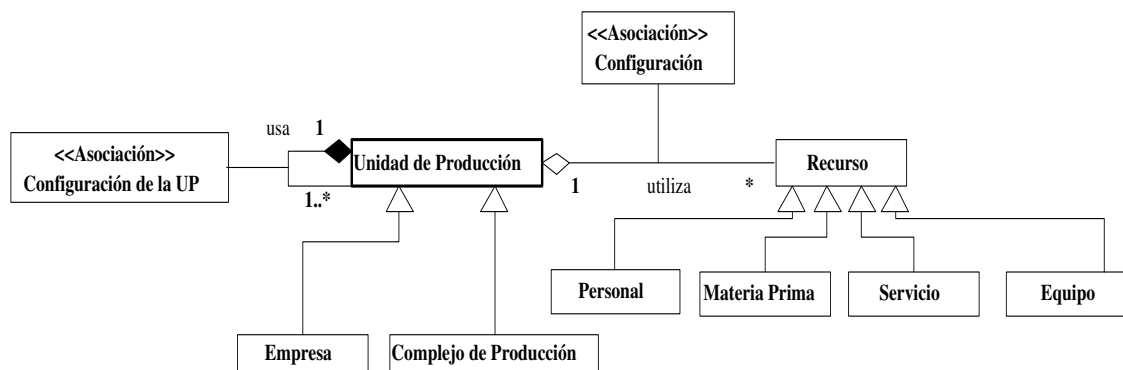 <<Asociación>>
Configuración
usa
1
<<Asociación>>
Configuración de la UP
Unidad de Producción
1
utiliza
*
Recurso
1..*
Personal
Materia Prima
Servicio
Equipo
Empresa
Complejo de Producción